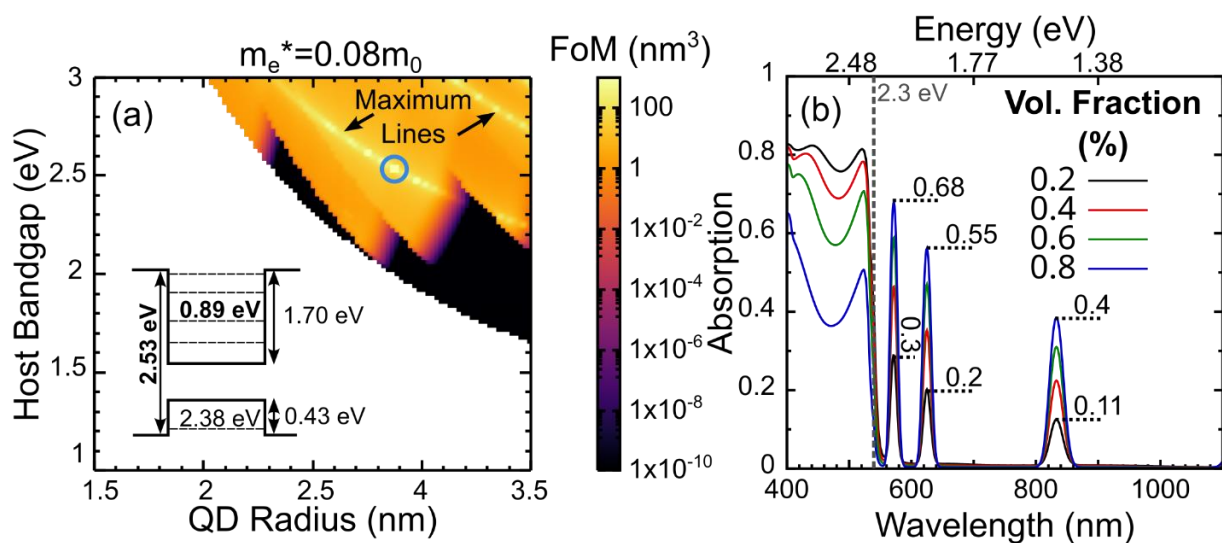 mₑ*=0.08m₀
FoM (nm³)
(a)
Maximum
Lines
Host Bandgap (eV)
3
2.5
2
1.5
1
2.53 eV
0.89 eV
1.70 eV
2.38 eV
0.43 eV
1.5
2
2.5
4
3.5
QD Radius (nm)
100
1
1x10⁻²
1x10⁻⁴
1x10⁻⁶
1x10⁻⁸
1x10⁻¹⁰
Energy (eV)
2.48
1.77
1.38
(b)
2.3 eV
Vol. Fraction
(%)
0.2
0.4
0.6
0.8
Absorption
1
0.8
0.6
0.4
0.2
0
0.68
0.55
0.3
0.2
0.4
0.11
400
600
800
1000
Wavelength (nm)